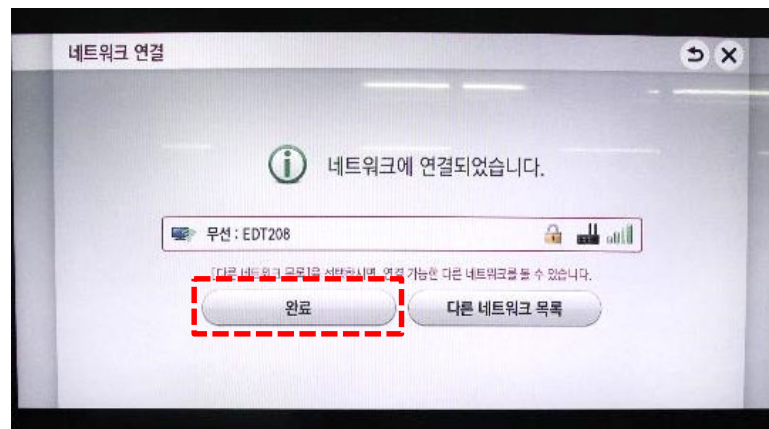 네트워크 연결
네트워크에 연결되었습니다.
무선 : EDT208
[다른 네트워크 목록]을 선택하시면, 연결 가능한 다른 네트워크를 볼 수 있습니다.
완료 다른 네트워크 목록